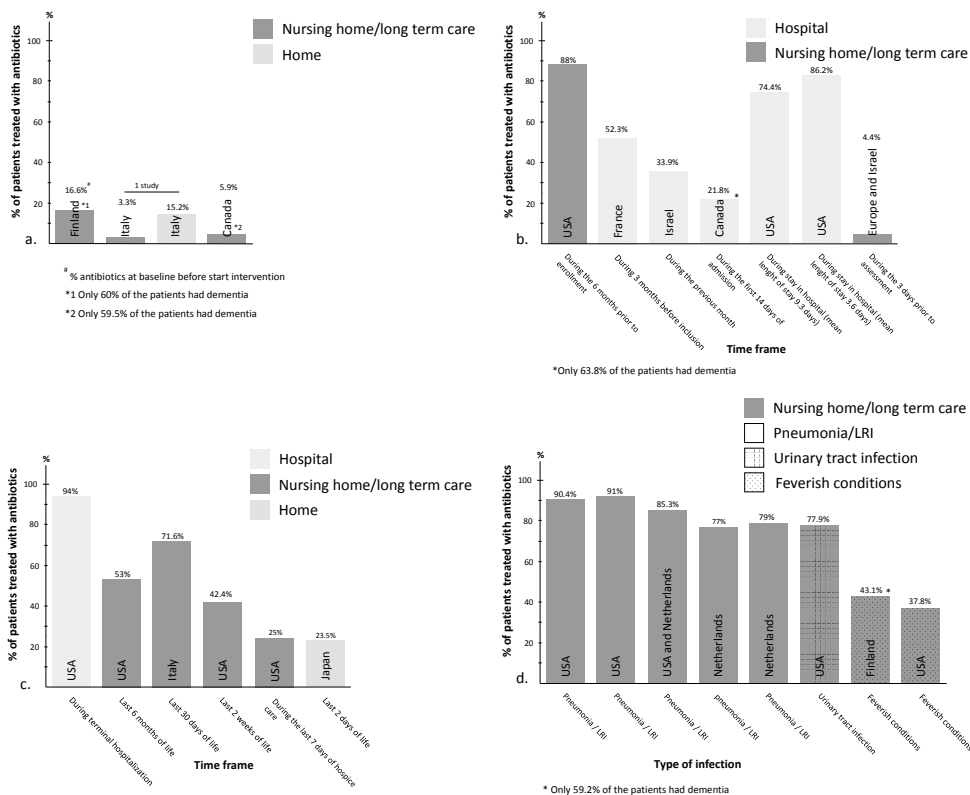 %
% of patients treated with antibiotics
100
80
60
40
20
Nursing home/long term care
Home
16.6%#
*1
Finland
3.3%
Italy
1 study
15.2%
Italy
5.9%
Canada
*2
a.
# % antibiotics at baseline before start intervention
*1 Only 60% of the patients had dementia
*2 Only 59.5% of the patients had dementia
%
% of patients treated with antibiotics
100
80
60
40
20
Hospital
Nursing home/long term care
88%
USA
52.3%
France
33.9%
Israel
21.8%
*
Canada
74.4%
USA
86.2%
USA
4.4%
Europe and Israel
b.
During the 6 months prior to
enrollment
During 3 months before inclusion
During the previous month
During the first 14 days of
admission
During stay in hospital (mean
lenght of stay 9.3 days)
During stay in hospital (mean
lenght of stay 3.6 days)
During the 3 days prior to
assessment
Time frame
*Only 63.8% of the patients had dementia
%
% of patients treated with antibiotics
100
80
60
40
20
Hospital
Nursing home/long term care
Home
94%
USA
53%
USA
71.6%
Italy
42.4%
USA
25%
USA
23.5%
Japan
c.
During terminal hospitalization
Last 6 months of life
Last 30 days of life
Last 2 weeks of life
During the last 7 days of hospice
care
Last 2 days of life
Time frame
Nursing home/long term care
Pneumonia/LRI
Urinary tract infection
Feverish conditions
%
% of patients treated with antibiotics
100
80
60
40
20
90.4%
USA
91%
USA
85.3%
USA and Netherlands
77%
Netherlands
79%
Netherlands
77.9%
USA
43.1% *
Finland
37.8%
USA
d.
Pneumonia / LRI
Pneumonia / LRI
Pneumonia / LRI
pneumonia / LRI
Pneumonia / LRI
Urinary tract infection
Feverish conditions
Feverish conditions
Type of infection
* Only 59.2% of the patients had dementia